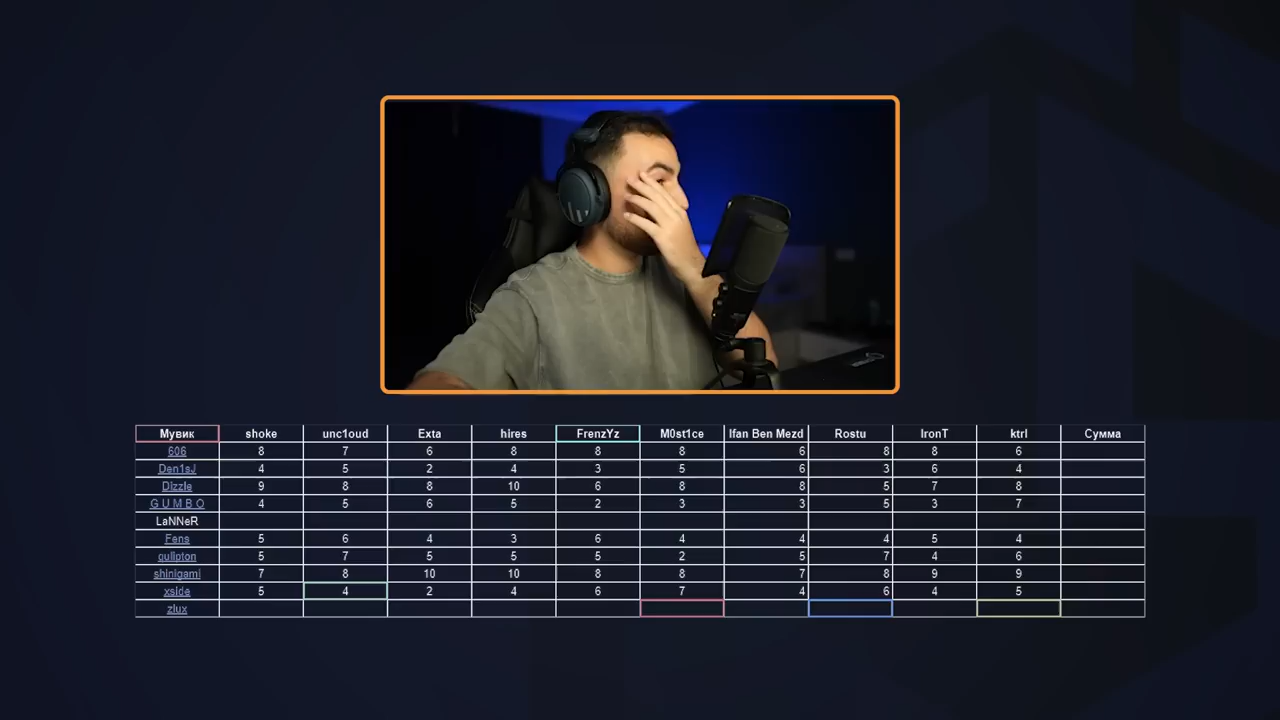 Мувик shoke unc1oud Exta hires FrenzYz M0st1ce Ifan Ben Mezd Rostu IronT ktrl Сумма
606 8 7 6 8 8 8 6 8 8 6
Den1sJ 4 5 2 4 3 5 6 3 6 4
Dizzle 9 8 8 10 6 8 8 5 7 8
G U M B O 4 5 6 5 2 3 3 5 3 7
LaNNeR
Fens 5 6 4 3 6 4 4 4 5 4
qulipton 5 7 5 5 5 2 5 7 4 6
shinigami 7 8 10 10 8 8 7 8 9 9
xside 5 4 2 4 6 7 4 6 4 5
zlux